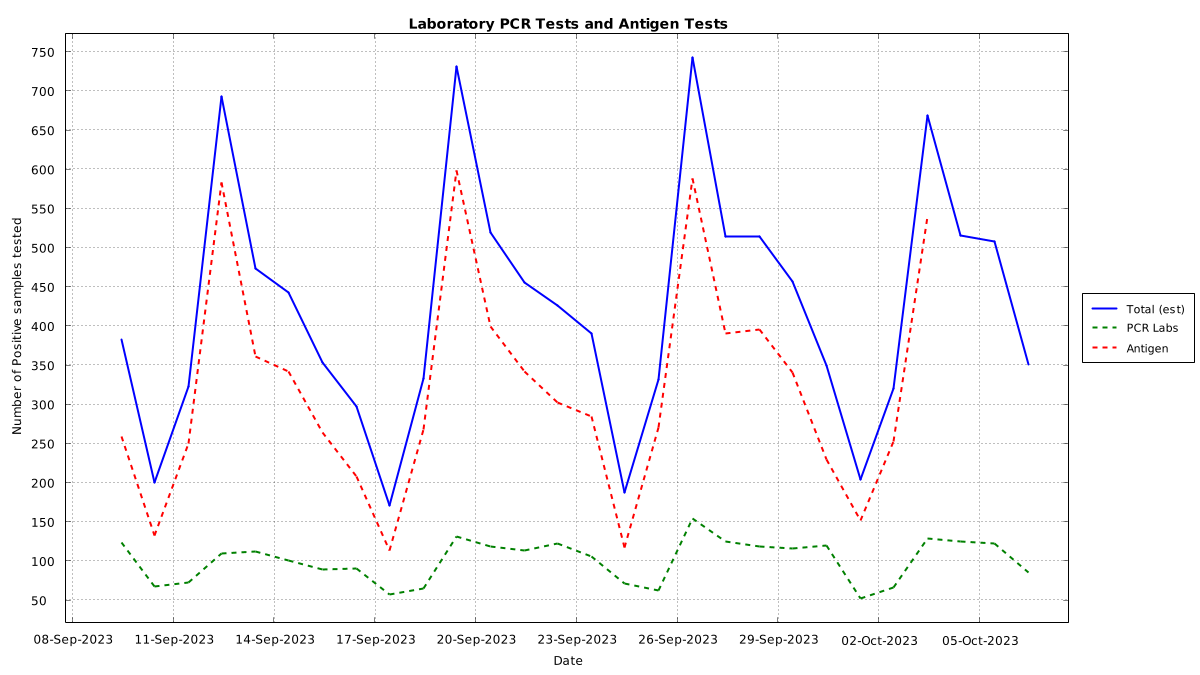 Laboratory PCR Tests and Antigen Tests
750
700
650
600
550
500
450
400
350
300
250
200
150
100
50
Number of Positive samples tested
08-Sep-2023 11-Sep-2023 14-Sep-2023 17-Sep-2023 20-Sep-2023 23-Sep-2023 26-Sep-2023 29-Sep-2023 02-Oct-2023 05-Oct-2023
Date
Total (est)
PCR Labs
Antigen